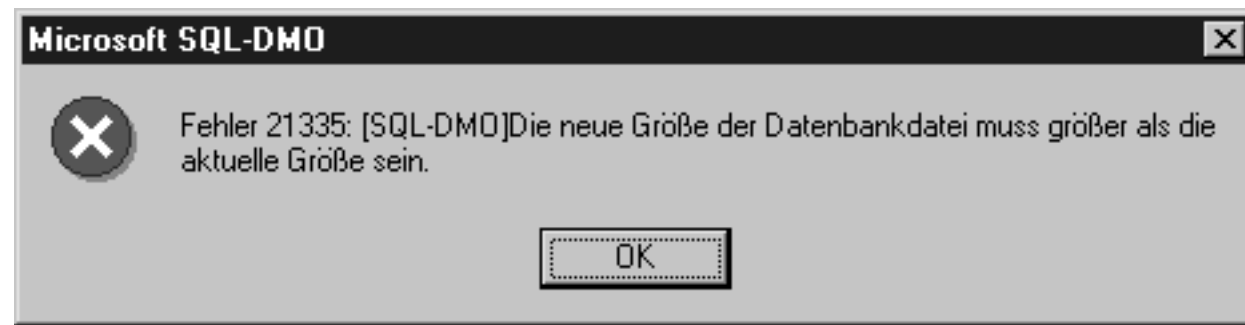 Microsoft SQL-DMO
Fehler 21335: [SQL-DMO]Die neue Größe der Datenbankdatei muss größer als die
aktuelle Größe sein.
OK